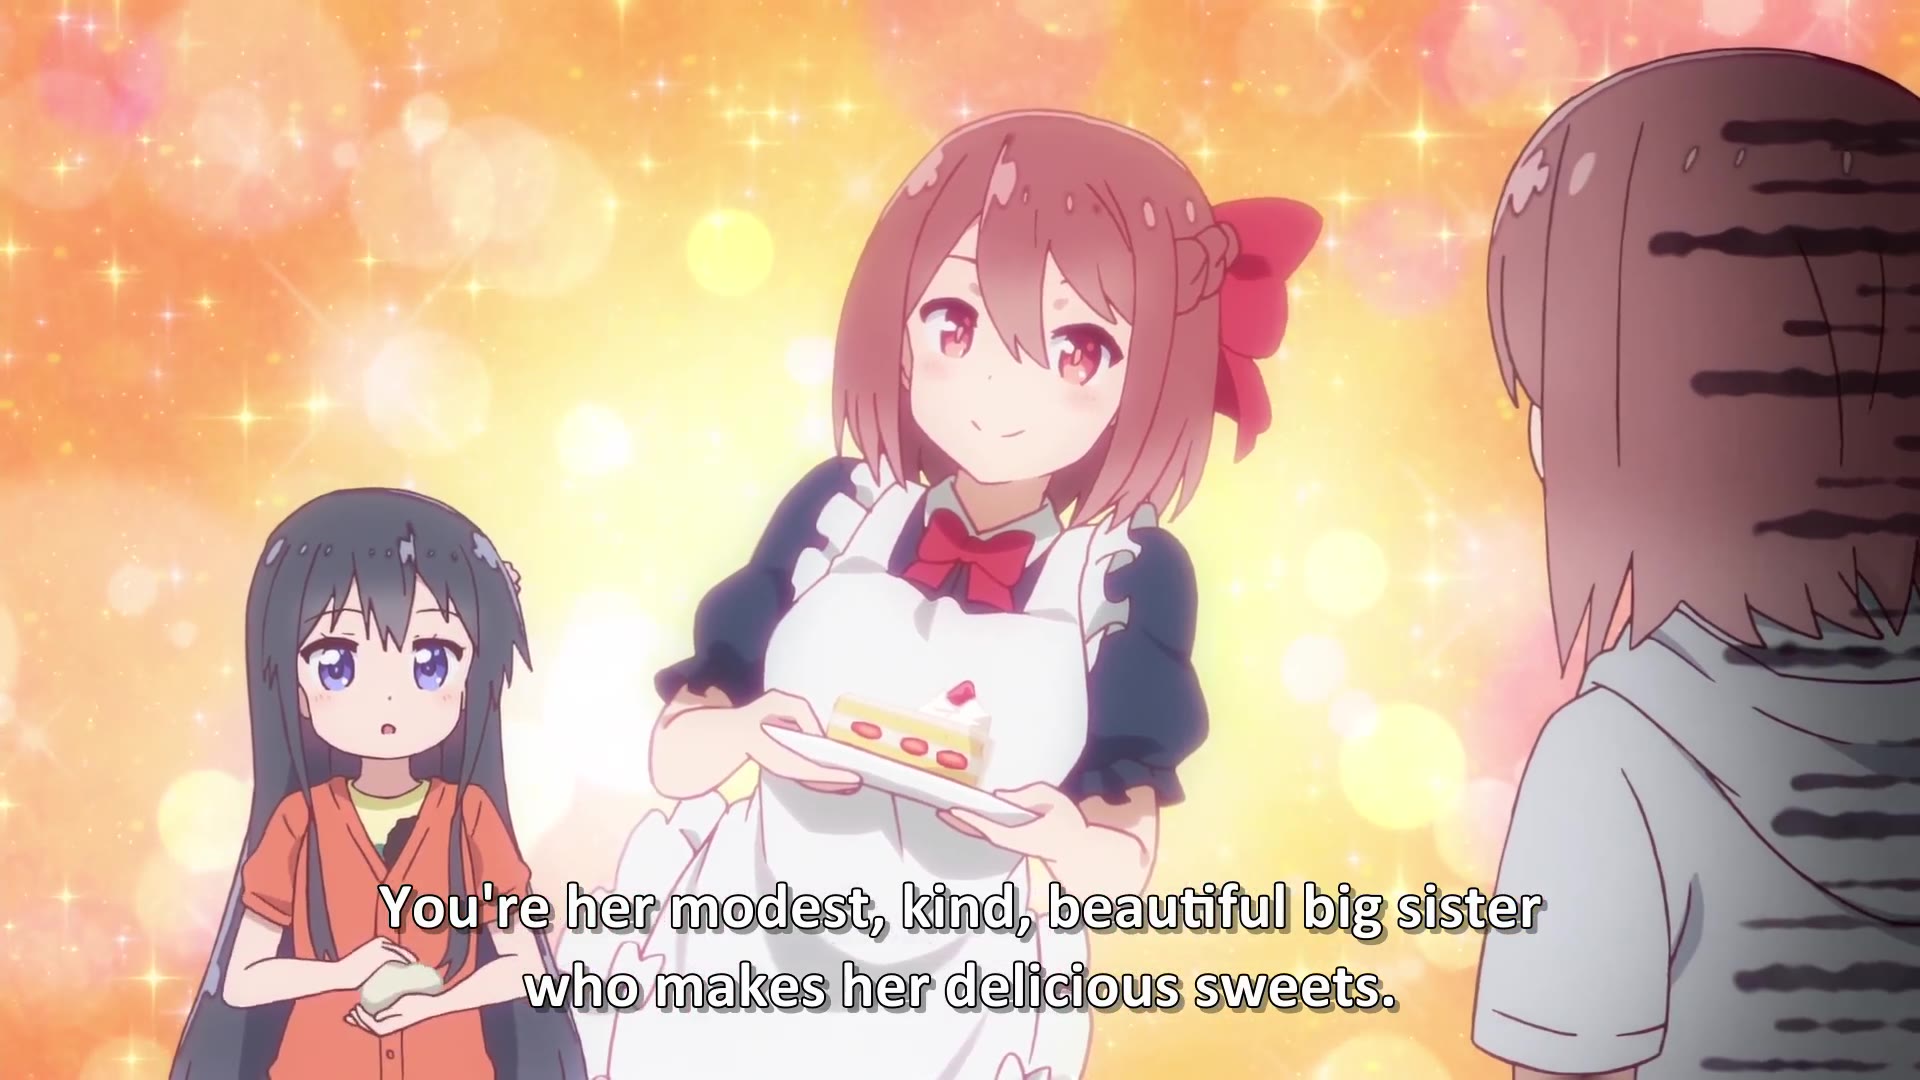 You're her modest, kind, beautiful big sister
who makes her delicious sweets.